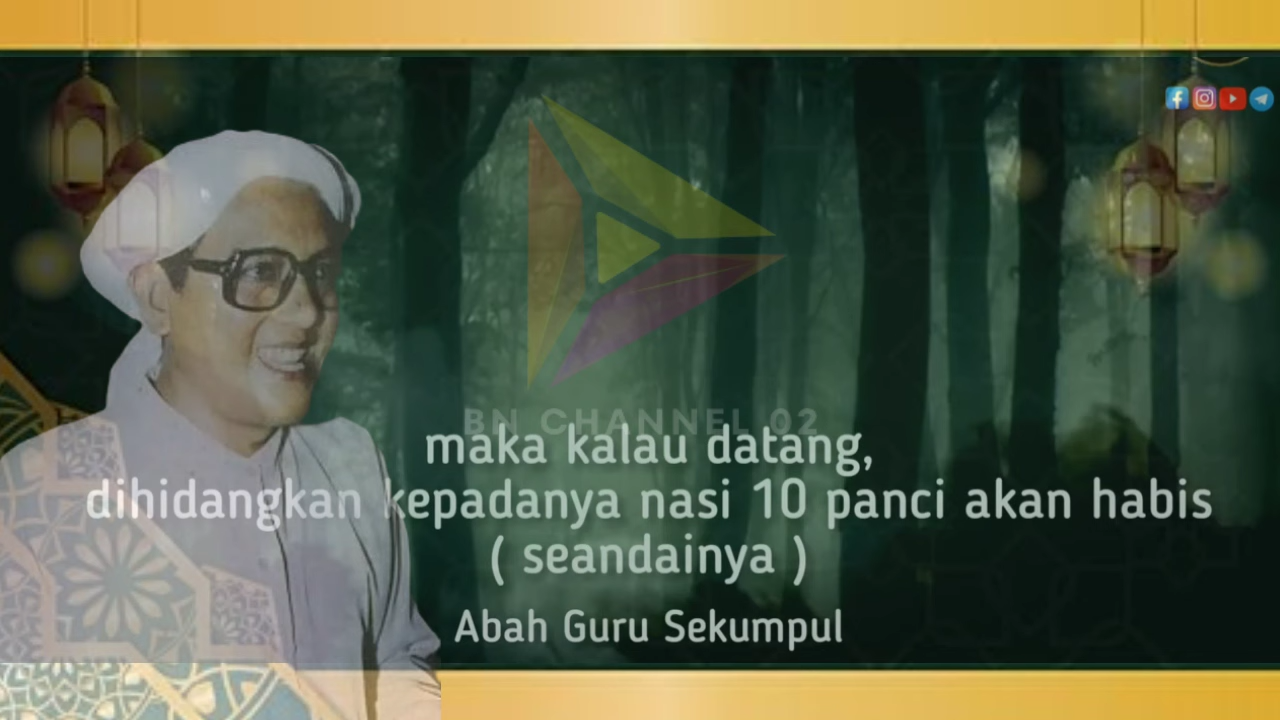 BN CHANNEL 02
maka kalau datang,
dihidangkan kepadanya nasi 10 panci akan habis
( seandainya )
Abah Guru Sekumpul